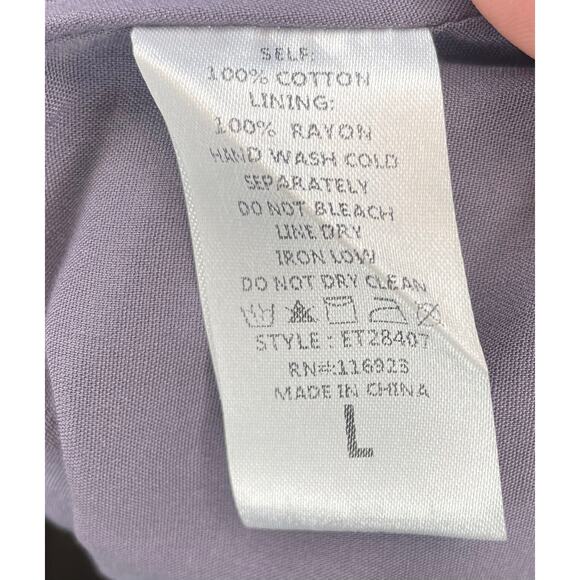 SELF:
100% COTTON
LINING:
100% RAYON
HAND WASH COLD
SEPARATELY
DO NOT BLEACH
LINE DRY
IRON LOW
DO NOT DRY CLEAN
STYLE : ET28407
RN#:116923
MADE IN CHINA
L